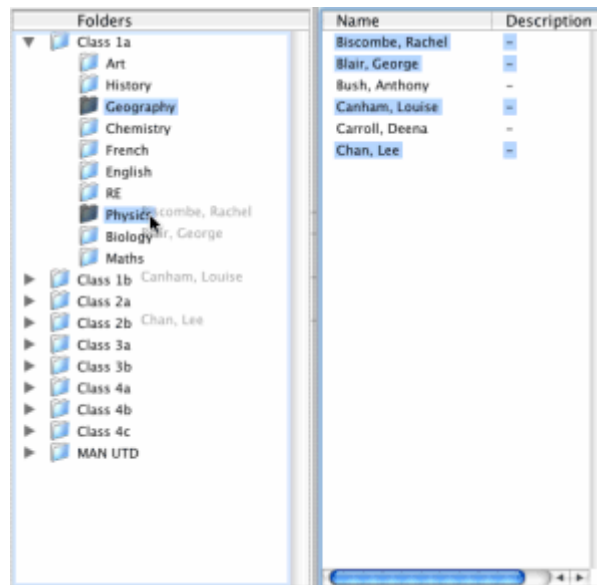 Folders
Class 1a
Art
History
Geography
Chemistry
French
English
RE
Physics
Biology
Maths
Class 1b
Class 2a
Class 2b
Class 3a
Class 3b
Class 4a
Class 4b
Class 4c
MAN UTD
Canham, Louise
Chan, Lee
Name Description
Biscombe, Rachel -
Blair, George -
Bush, Anthony -
Canham, Louise -
Carroll, Deena -
Chan, Lee -